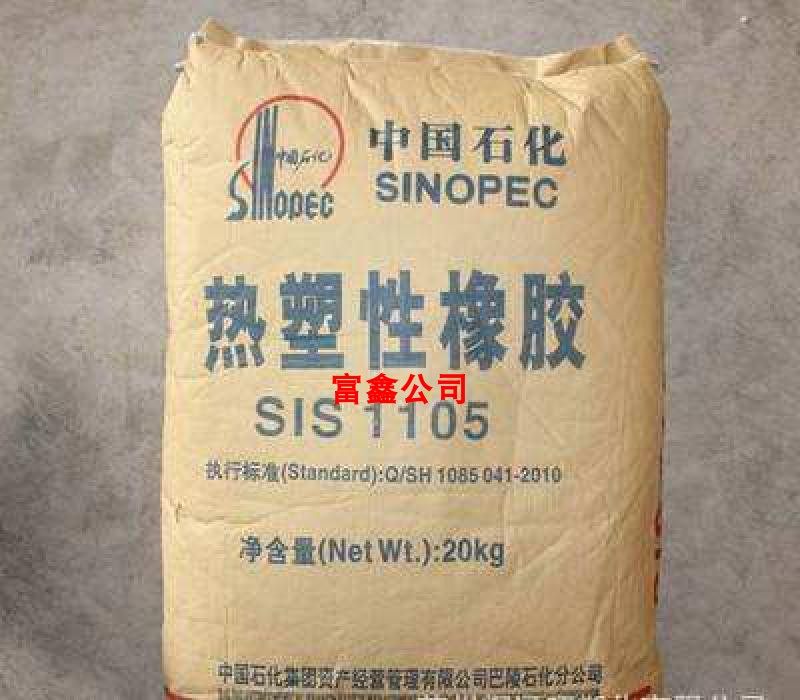 中国石化
SINOPEC
中国石化
SINOPEC
热塑性橡胶
富鑫公司
SIS 1105
执行标准(Standard):Q/SH 1085 041-2010
净含量(Net Wt.):20kg
中国石化集团资产经营管理有限公司巴陵石化分公司